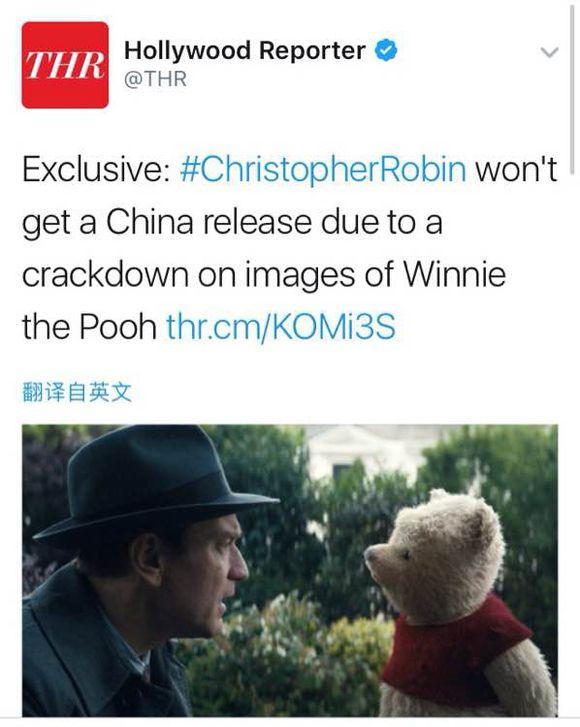 THR
Hollywood Reporter
@THR
Exclusive: #ChristopherRobin won't
get a China release due to a
crackdown on images of Winnie
the Pooh thr.cm/KOMi3S
翻译自英文